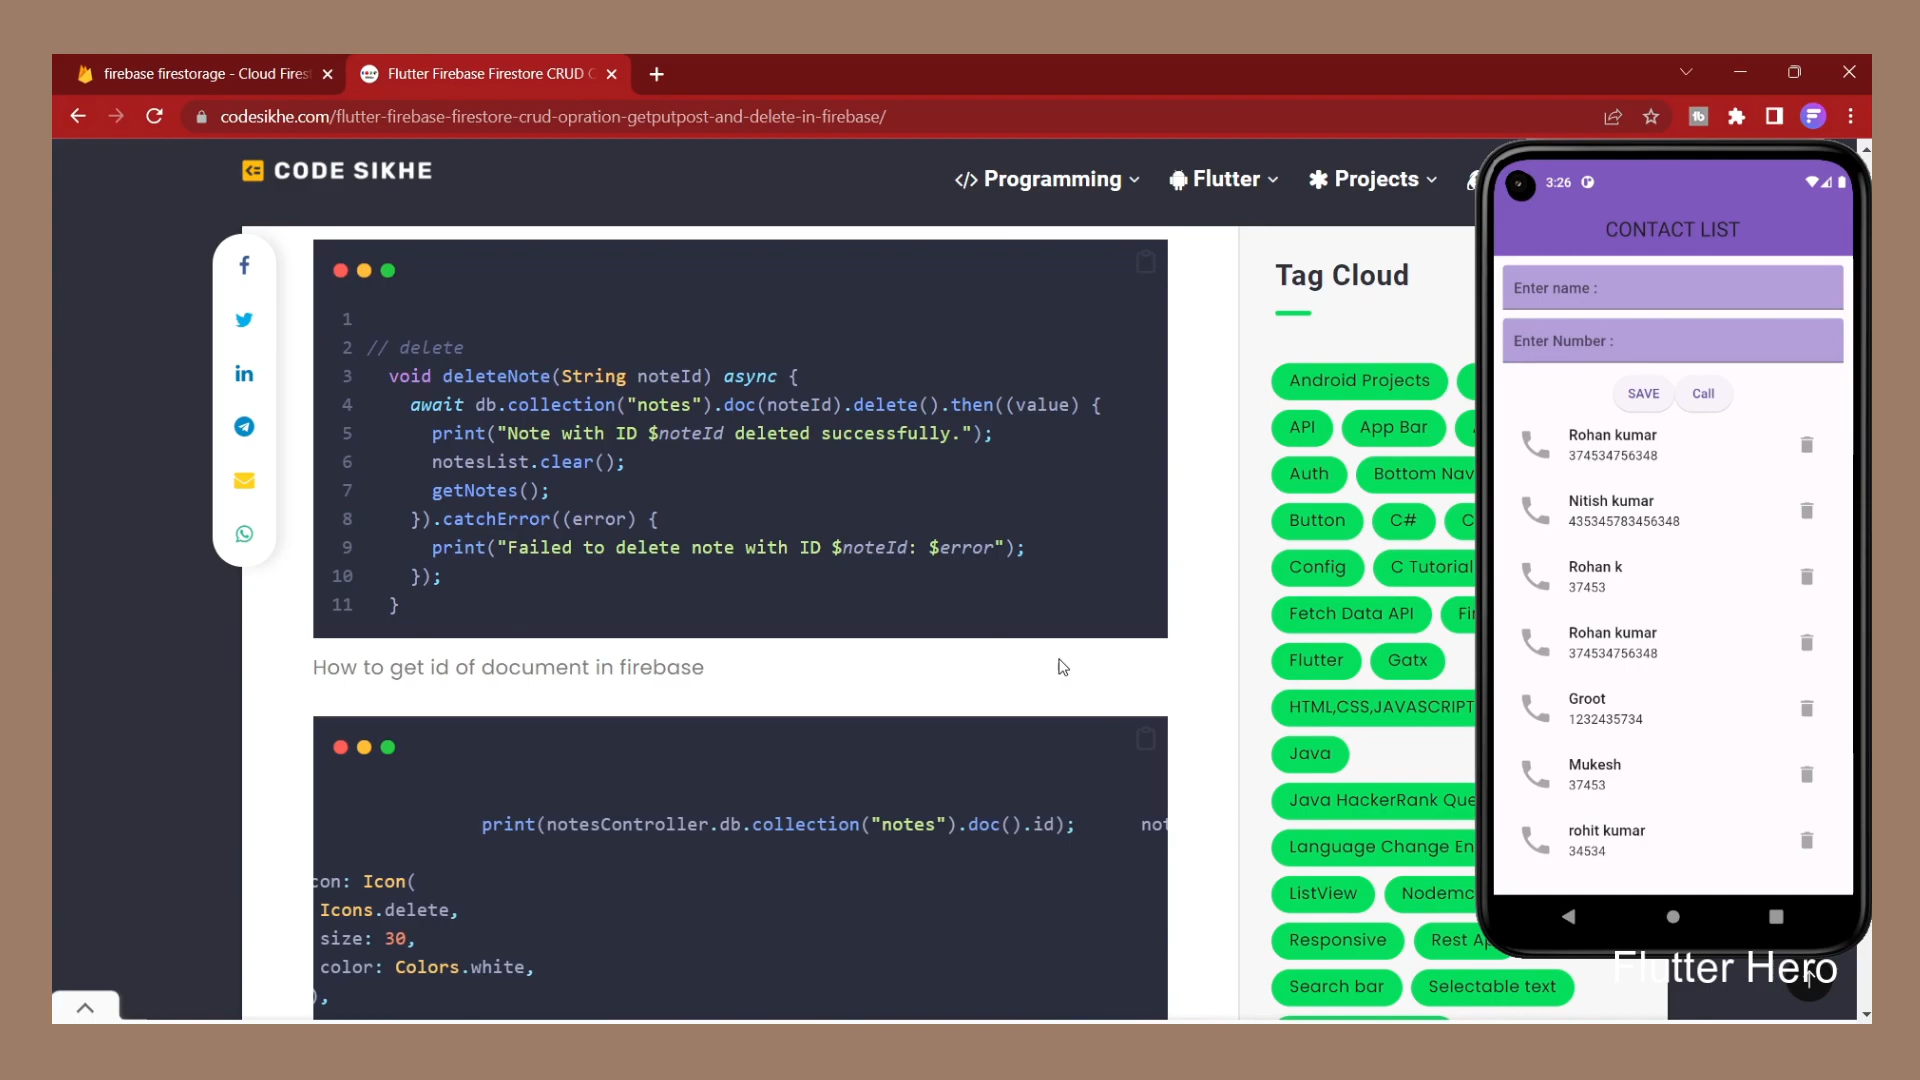 firebase firestorage - Cloud Fires
Flutter Firebase Firestore CRUD
codesikhe.com/flutter-firebase-firestore-crud-opration-getputpost-and-delete-in-firebase/
CODE SIKHE
</> Programming
Flutter
Projects
1
2 // delete
3 void deleteNote(String noteId) async {
4 await db.collection("notes").doc(noteId).delete().then((value) {
5 print("Note with ID $noteId deleted successfully.");
6 notesList.clear();
7 getNotes();
8 }).catchError((error) {
9 print("Failed to delete note with ID $noteId: $error");
10 });
11 }
How to get id of document in firebase
print(notesController.db.collection("notes").doc().id); not
con: Icon(
Icons.delete,
size: 30,
color: Colors.white,
),
Tag Cloud
Android Projects
API
App Bar
Auth
Bottom Nav
Button
C#
C
Config
C Tutorial
Fetch Data API
Fir
Flutter
Gatx
HTML,CSS,JAVASCRIPT
Java
Java HackerRank Que
Language Change En
ListView
Nodemc
Responsive
Rest Ap
Search bar
Selectable text
3:26
CONTACT LIST
Enter name :
Enter Number :
SAVE
Call
Rohan kumar
374534756348
Nitish kumar
435345783456348
Rohan k
37453
Rohan kumar
374534756348
Groot
1232435734
Mukesh
37453
rohit kumar
34534
Flutter Hero